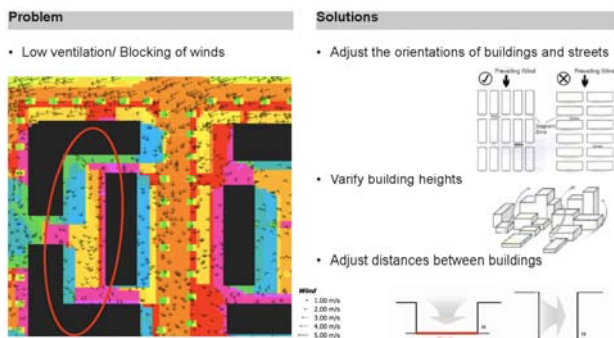 Problem
• Low ventilation/ Blocking of winds
Wind
1.00 m/s
2.00 m/s
3.00 m/s
4.00 m/s
5.00 m/s
Solutions
• Adjust the orientations of buildings and streets
Prevailing Wind
Prevailing Wind
• Varify building heights
• Adjust distances between buildings
H
H